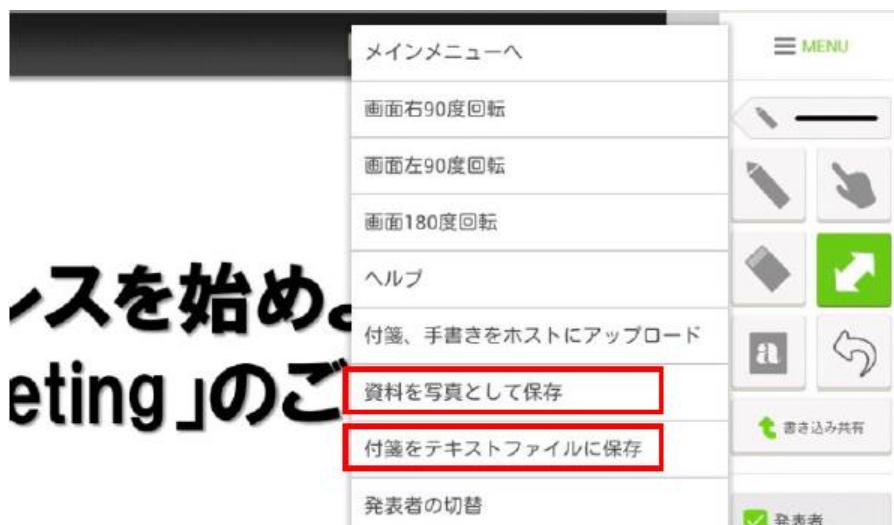 メインメニューへ
画面右90度回転
画面左90度回転
画面180度回転
ヘルプ
付箋、手書きをホストにアップロード
資料を写真として保存
付箋をテキストファイルに保存
発表者の切替
MENU
a
書き込み共有
発表者
レスを始め
eting」のご